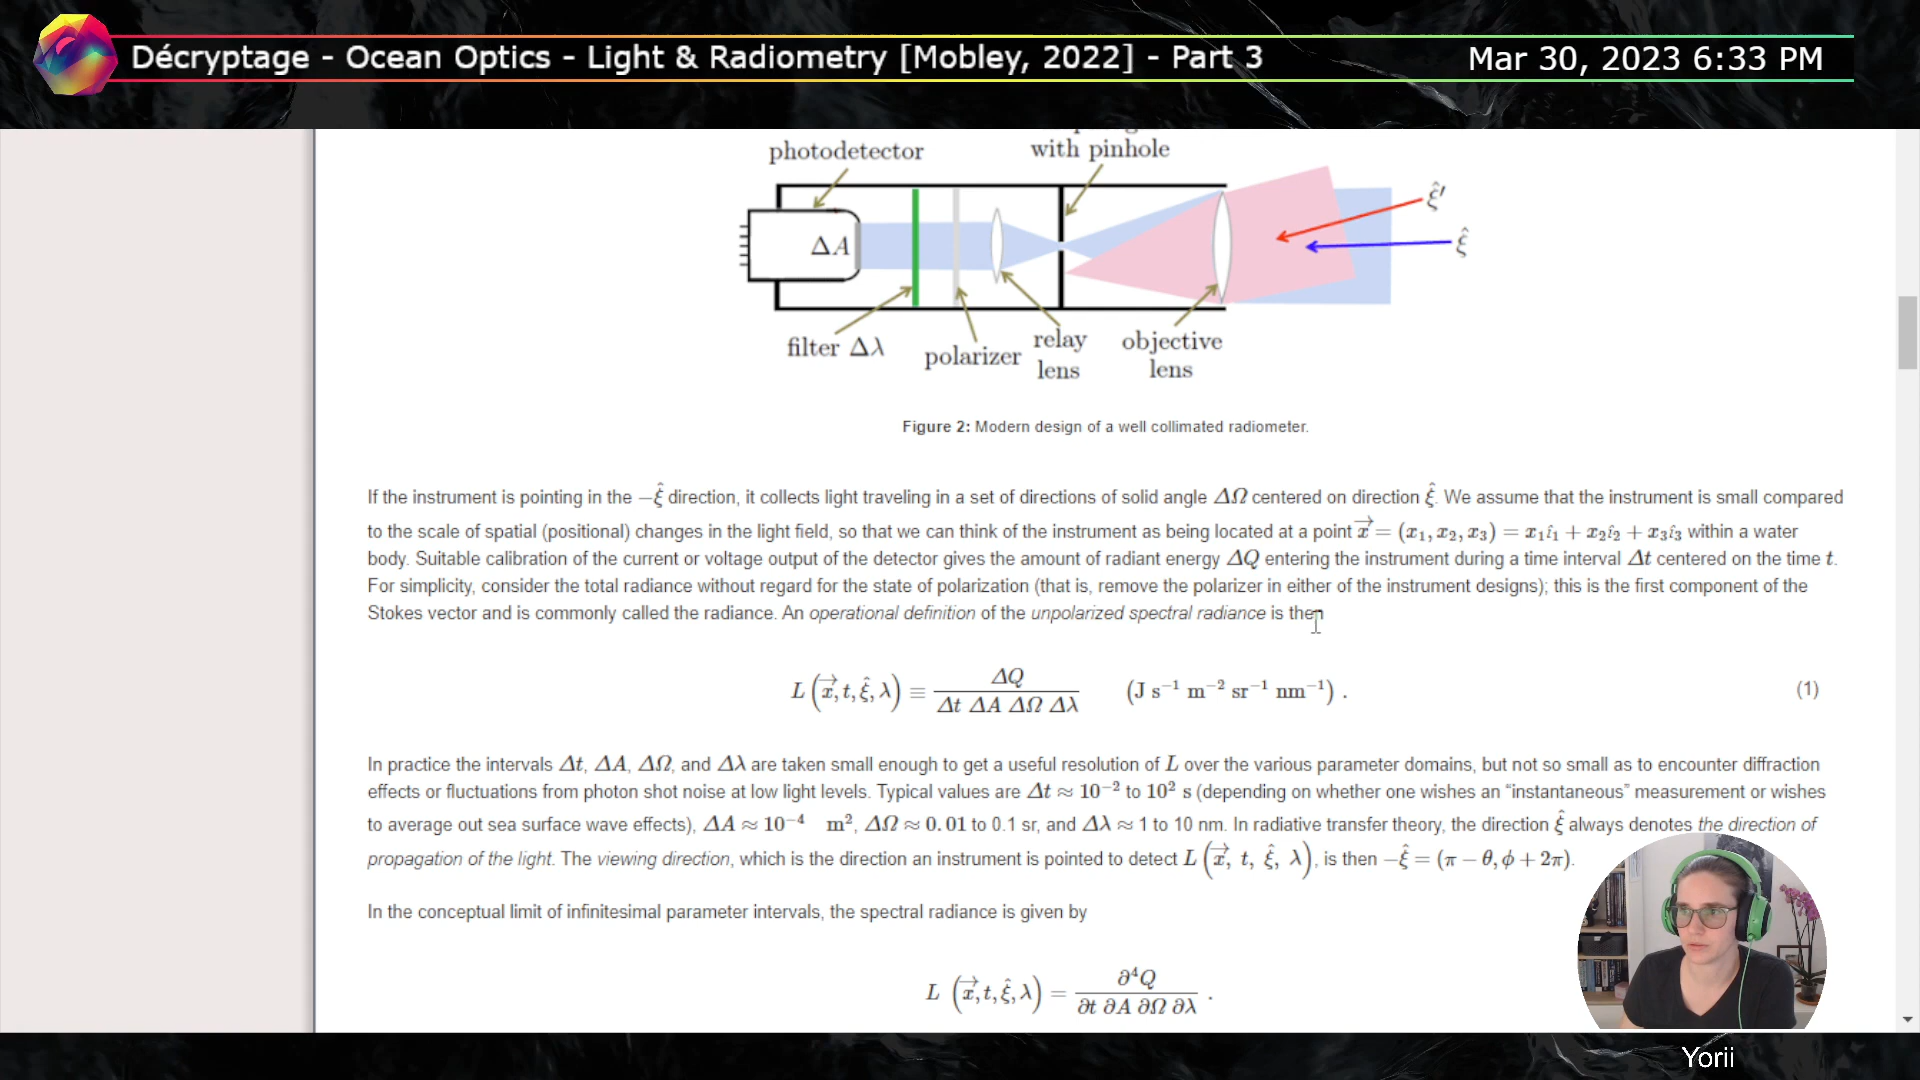 Décryptage - Ocean Optics - Light & Radiometry [Mobley, 2022] - Part 3
Mar 30, 2023 6:33 PM
photodetector
with pinhole
ξ̂′
ΔA
ξ̂
filter Δλ
polarizer
relay
lens
objective
lens
Figure 2: Modern design of a well collimated radiometer.
If the instrument is pointing in the −ξ̂ direction, it collects light traveling in a set of directions of solid angle ΔΩ centered on direction ξ̂. We assume that the instrument is small compared
to the scale of spatial (positional) changes in the light field, so that we can think of the instrument as being located at a point x⃗ = (x₁, x₂, x₃) = x₁î₁ + x₂î₂ + x₃î₃ within a water
body. Suitable calibration of the current or voltage output of the detector gives the amount of radiant energy ΔQ entering the instrument during a time interval Δt centered on the time t.
For simplicity, consider the total radiance without regard for the state of polarization (that is, remove the polarizer in either of the instrument designs); this is the first component of the
Stokes vector and is commonly called the radiance. An operational definition of the unpolarized spectral radiance is then
L (x⃗, t, ξ̂, λ) ≡ ΔQ / (Δt ΔA ΔΩ Δλ) (J s⁻¹ m⁻² sr⁻¹ nm⁻¹) . (1)
In practice the intervals Δt, ΔA, ΔΩ, and Δλ are taken small enough to get a useful resolution of L over the various parameter domains, but not so small as to encounter diffraction
effects or fluctuations from photon shot noise at low light levels. Typical values are Δt ≈ 10⁻² to 10² s (depending on whether one wishes an “instantaneous” measurement or wishes
to average out sea surface wave effects), ΔA ≈ 10⁻⁴ m², ΔΩ ≈ 0.01 to 0.1 sr, and Δλ ≈ 1 to 10 nm. In radiative transfer theory, the direction ξ̂ always denotes the direction of
propagation of the light. The viewing direction, which is the direction an instrument is pointed to detect L (x⃗, t, ξ̂, λ), is then −ξ̂ = (π − θ, ϕ + 2π).
In the conceptual limit of infinitesimal parameter intervals, the spectral radiance is given by
L (x⃗, t, ξ̂, λ) = ∂⁴Q / (∂t ∂A ∂Ω ∂λ) .
Yorii